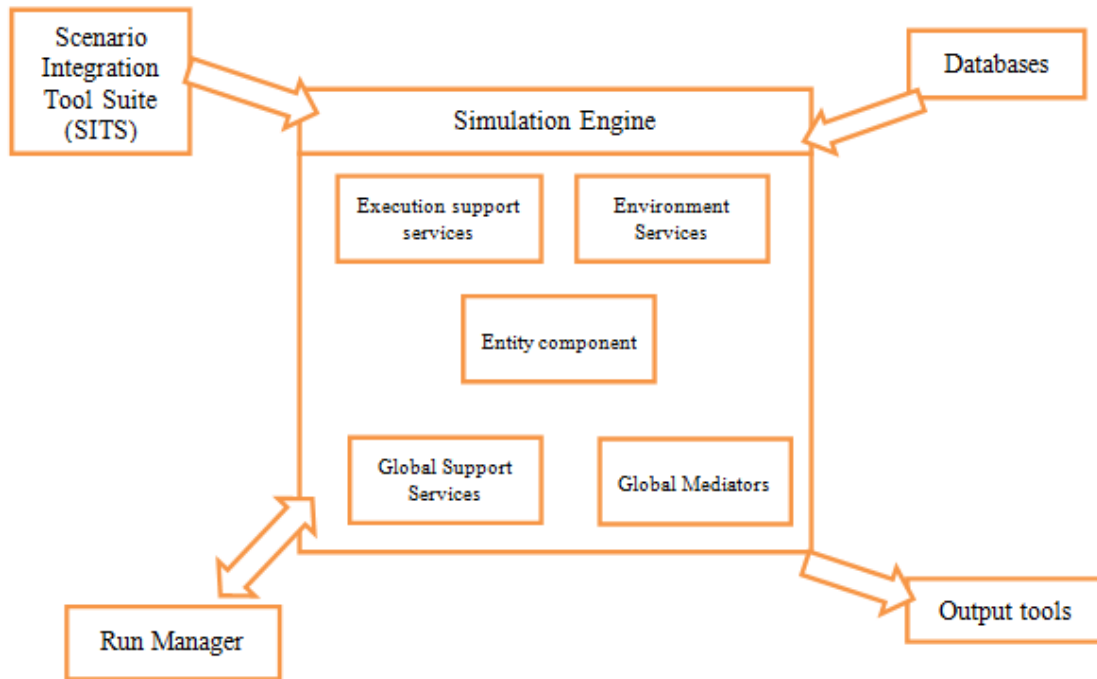 Scenario
Integration
Tool Suite
(SITS)
Databases
Simulation Engine
Execution support
services
Environment
Services
Entity component
Global Support
Services
Global Mediators
Run Manager
Output tools